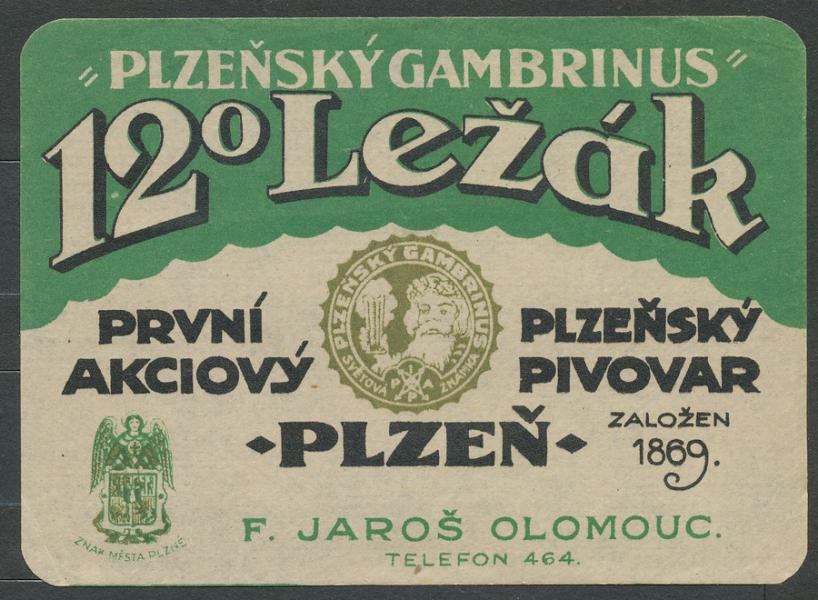 "PLZEŇSKÝ GAMBRINUS"
12º Ležák
PLZEŇSKÝ GAMBRINUS
SVĚTOVÁ ZNÁMKA
P P A P
PRVNÍ
AKCIOVÝ
PLZEŇSKÝ
PIVOVAR
PLZEŇ
ZALOŽEN
1869.
ZNAK MĚSTA PLZNĚ
F. JAROŠ OLOMOUC.
TELEFON 464.